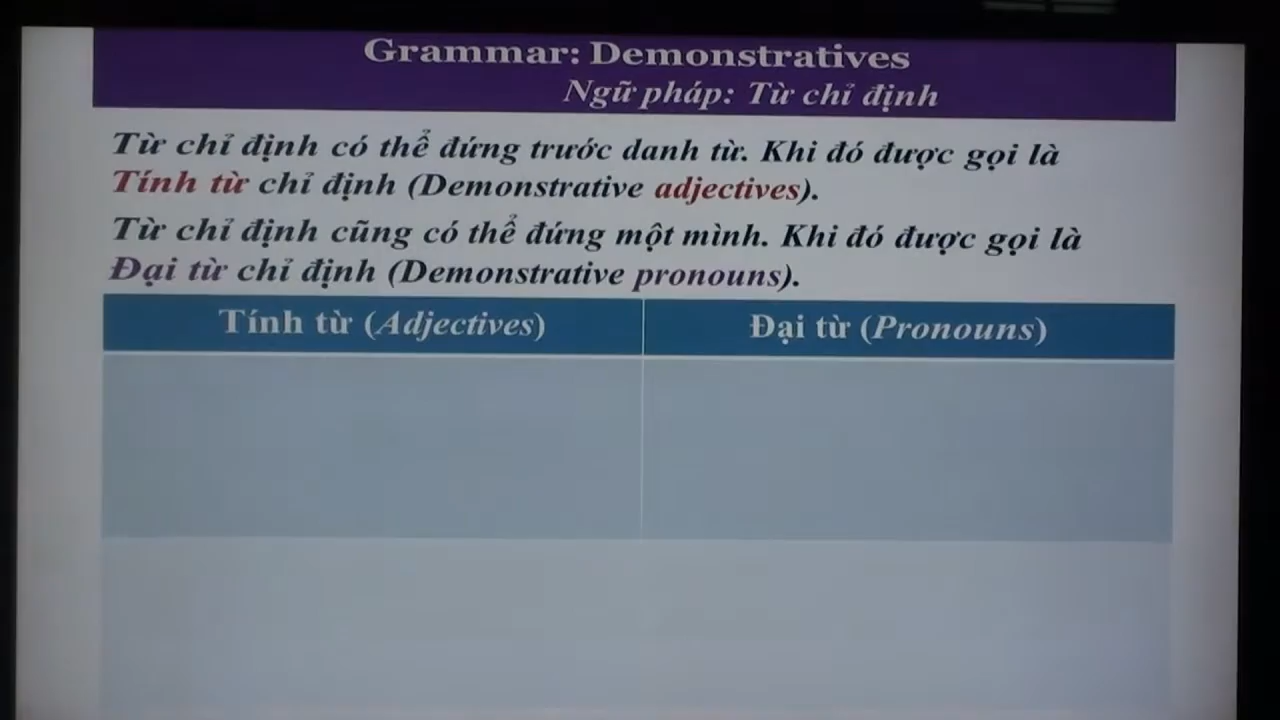 Grammar: Demonstratives
Ngữ pháp: Từ chỉ định
Từ chỉ định có thể đứng trước danh từ. Khi đó được gọi là
Tính từ chỉ định (Demonstrative adjectives).
Từ chỉ định cũng có thể đứng một mình. Khi đó được gọi là
Đại từ chỉ định (Demonstrative pronouns).
Tính từ (Adjectives)
Đại từ (Pronouns)